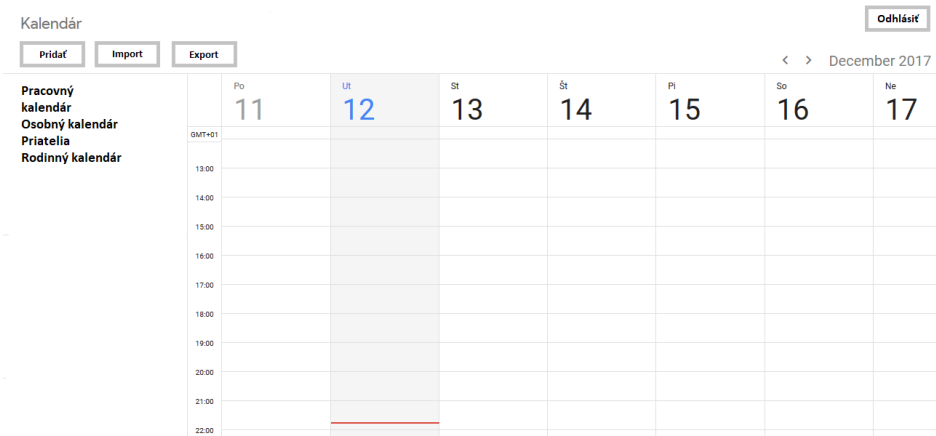 Kalendár
Odhlásiť
Pridať Import Export
December 2017
Pracovný
kalendár
Osobný kalendár
Priatelia
Rodinný kalendár
Po Ut St Št Pi So Ne
11 12 13 14 15 16 17
GMT+01
13:00
14:00
15:00
16:00
17:00
18:00
19:00
20:00
21:00
22:00